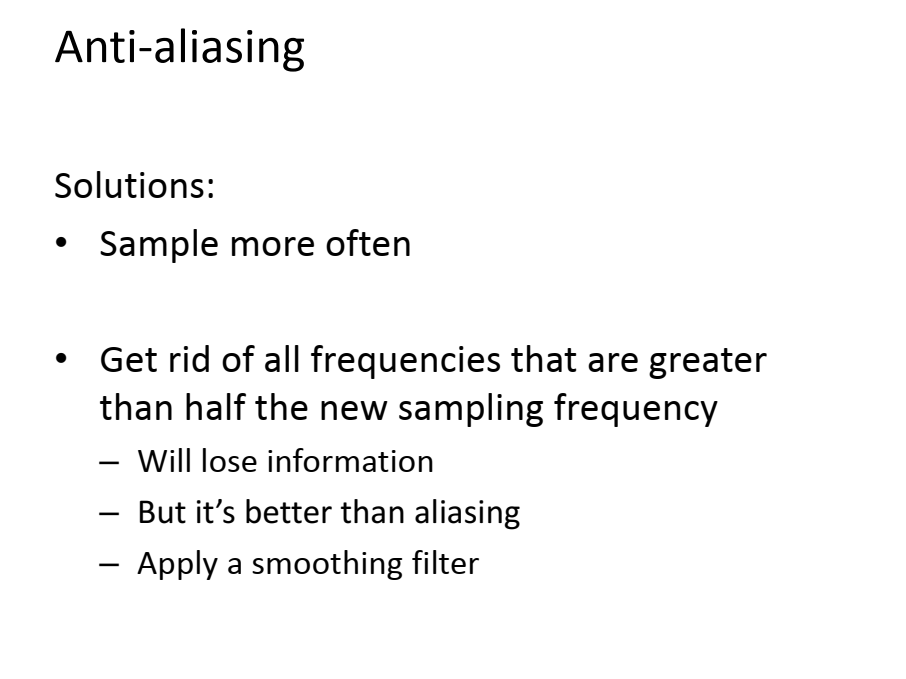 Anti-aliasing
Solutions:
• Sample more often
• Get rid of all frequencies that are greater
than half the new sampling frequency
– Will lose information
– But it’s better than aliasing
– Apply a smoothing filter